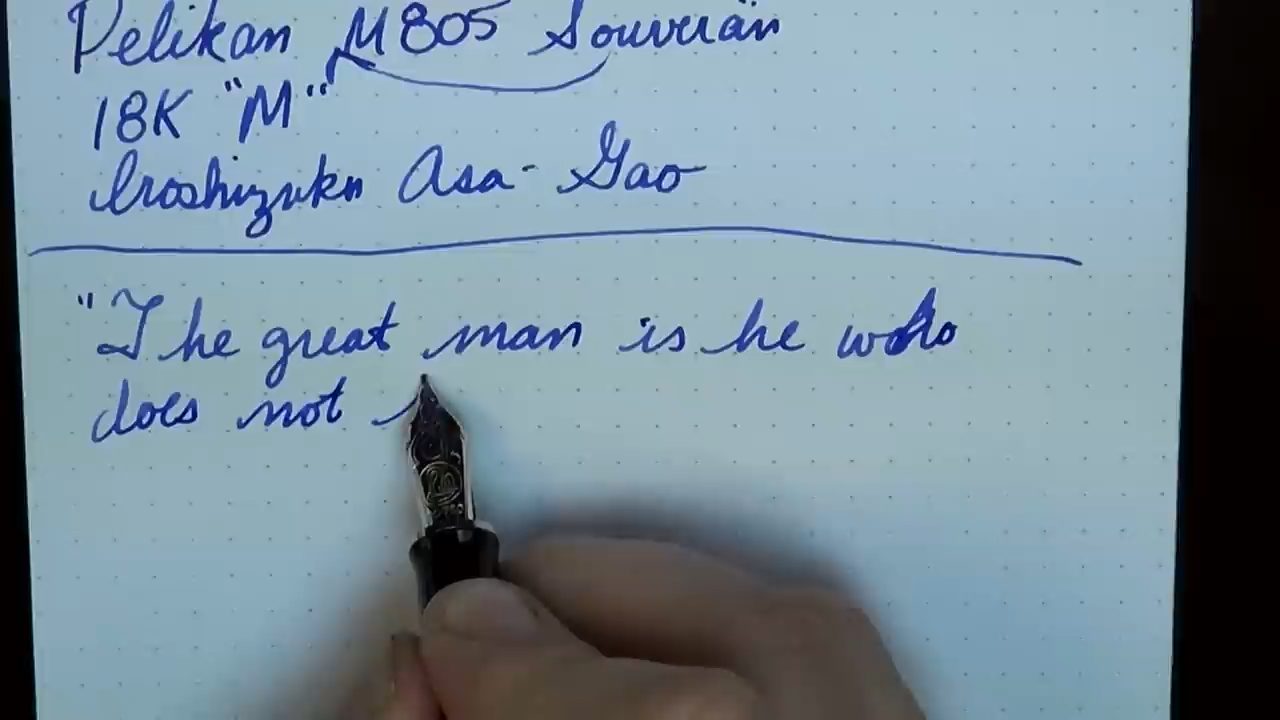 Pelikan M805 Souverän
18K "M"
Iroshizuku Asa-Gao
"The great man is he who
does not